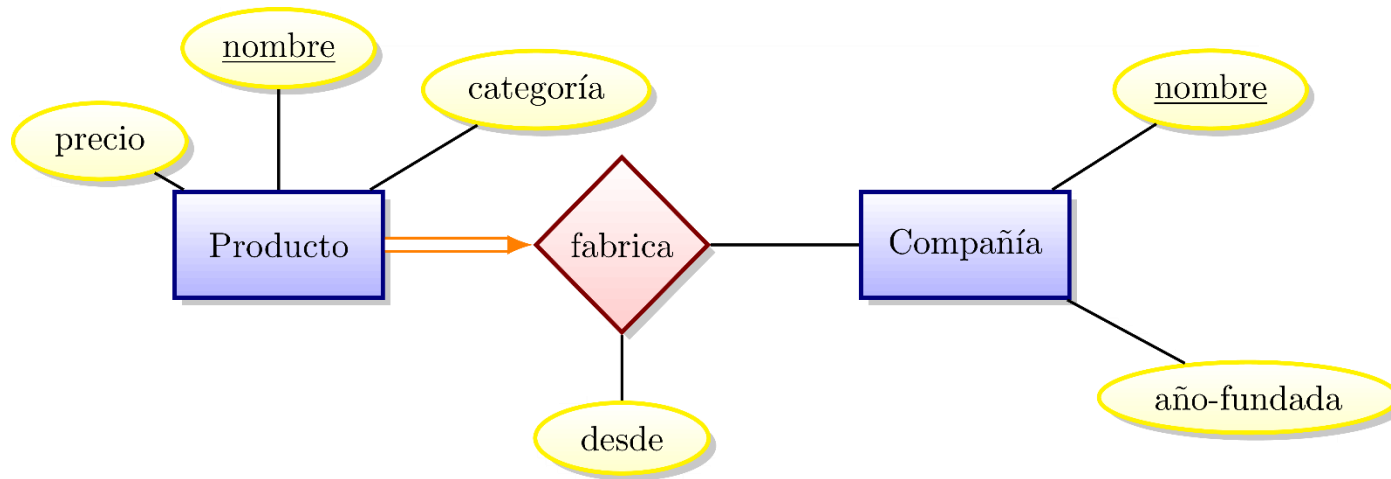 nombre
categoría
nombre
precio
Producto
fabrica
Compañía
año-fundada
desde